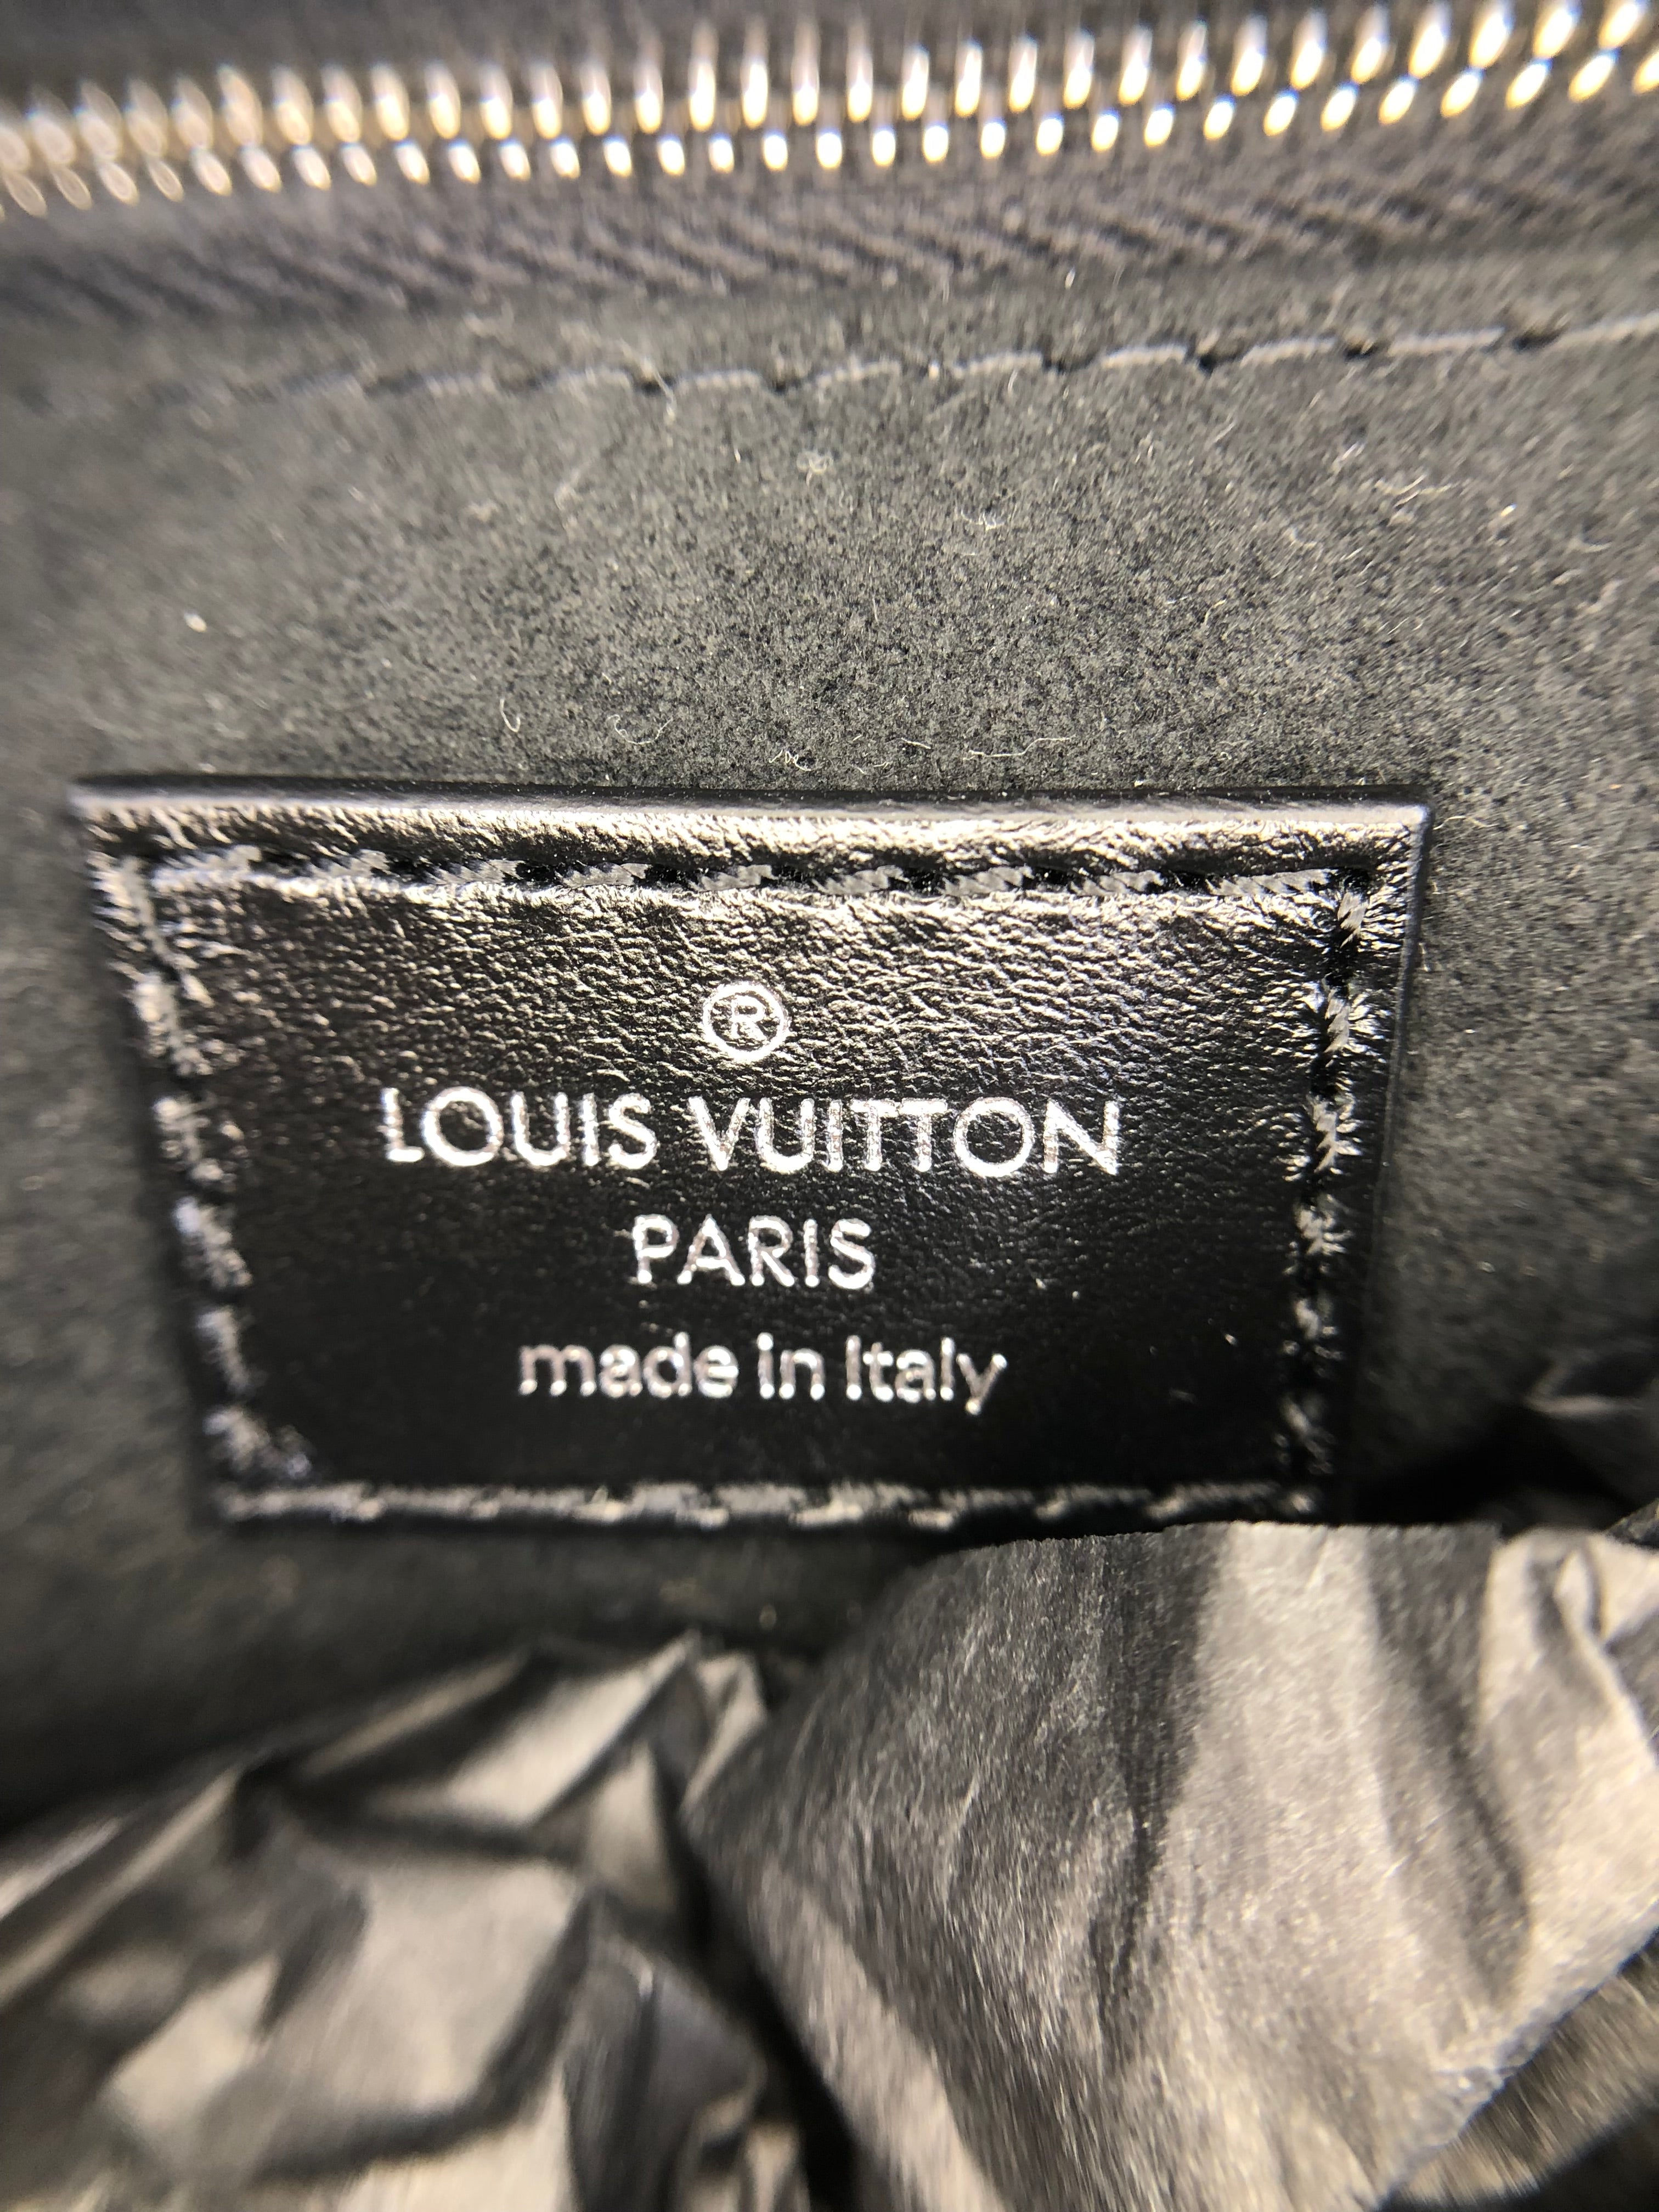 ®
LOUIS VUITTON
PARIS
made in Italy